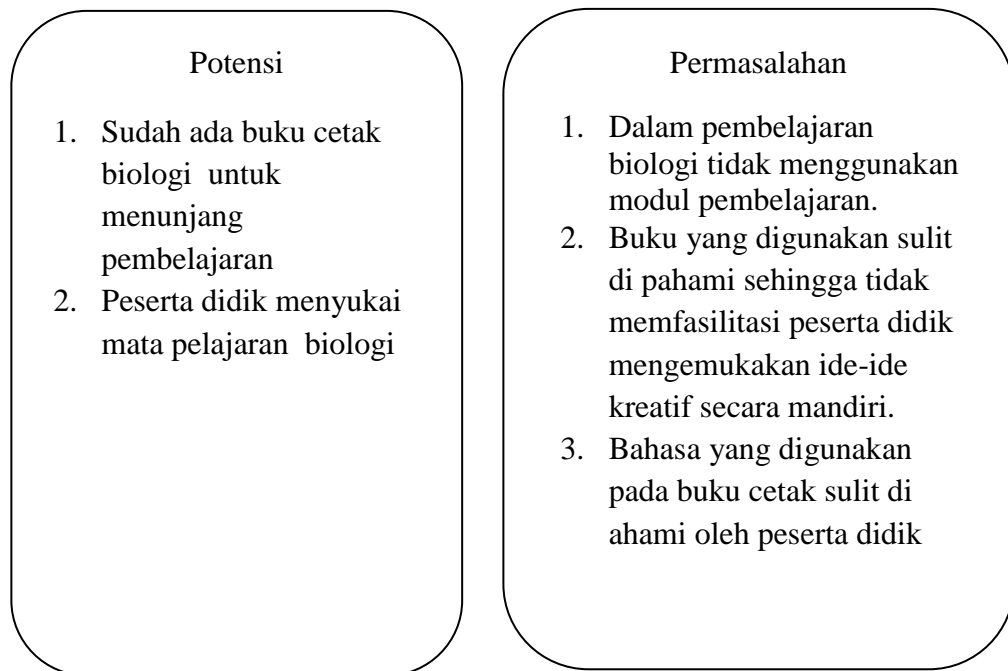 Potensi
1. Sudah ada buku cetak
biologi untuk
menunjang
pembelajaran
2. Peserta didik menyukai
mata pelajaran biologi
Permasalahan
1. Dalam pembelajaran
biologi tidak menggunakan
modul pembelajaran.
2. Buku yang digunakan sulit
di pahami sehingga tidak
memfasilitasi peserta didik
mengemukakan ide-ide
kreatif secara mandiri.
3. Bahasa yang digunakan
pada buku cetak sulit di
ahami oleh peserta didik